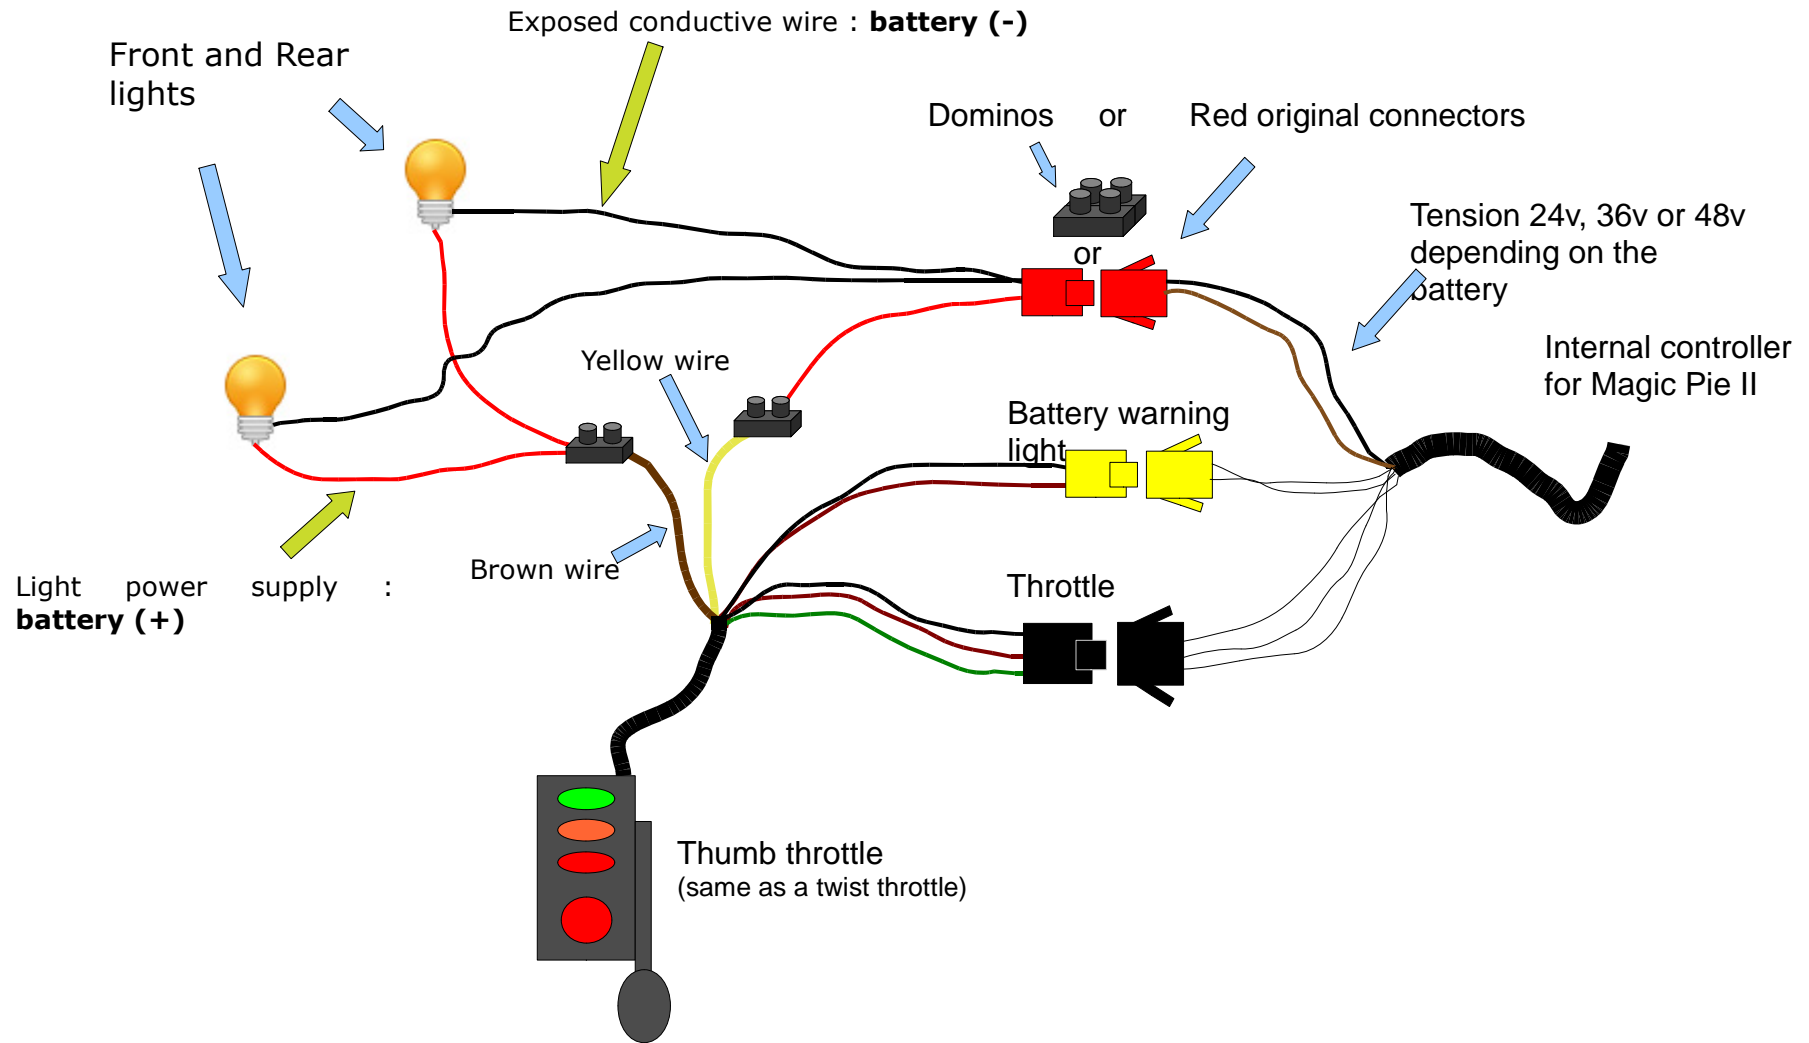 Exposed conductive wire : battery (-)
Front and Rear
lights
Dominos or Red original connectors
or
Tension 24v, 36v or 48v
depending on the
battery
Internal controller
for Magic Pie II
Yellow wire
Battery warning
light
Brown wire
Light power supply :
battery (+)
Throttle
Thumb throttle
(same as a twist throttle)